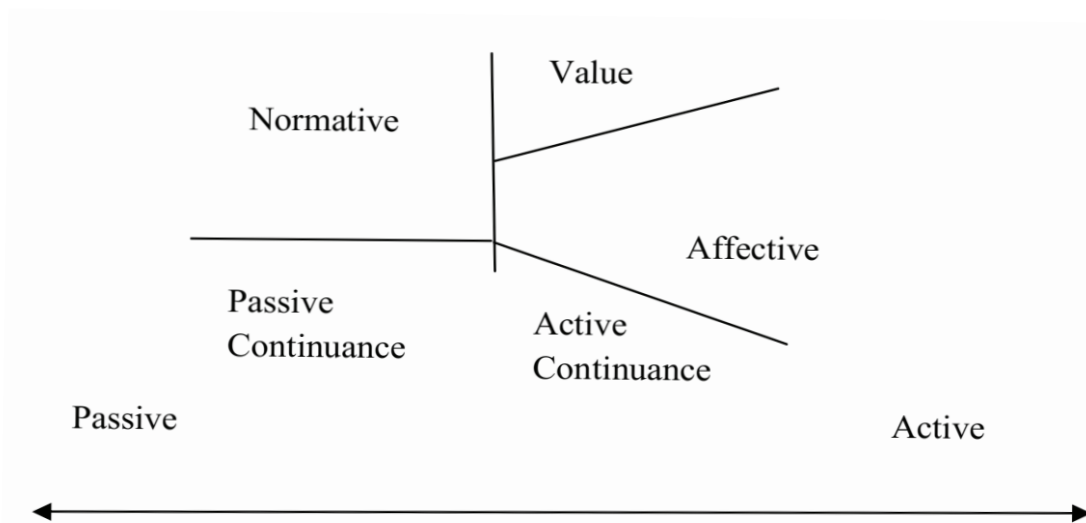 Value
Normative
Affective
Passive
Continuance
Active
Continuance
Passive
Active